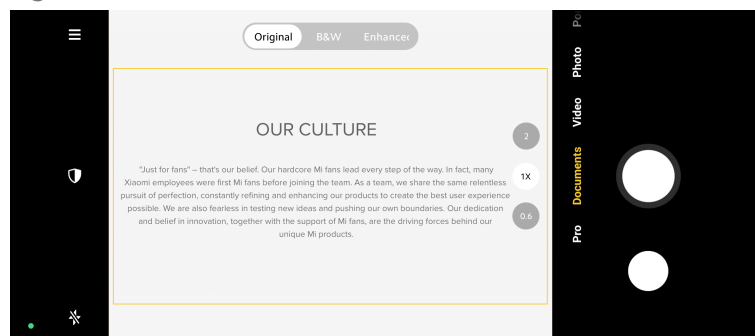 Original B&W Enhanced
OUR CULTURE
"Just for fans" – that's our belief. Our hardcore Mi fans lead every step of the way. In fact, many
Xiaomi employees were first Mi fans before joining the team. As a team, we share the same relentless
pursuit of perfection, constantly refining and enhancing our products to create the best user experience
possible. We are also fearless in testing new ideas and pushing our own boundaries. Our dedication
and belief in innovation, together with the support of Mi fans, are the driving forces behind our
unique Mi products.
2
1X
0.6
Po
Photo
Video
Documents
Pro